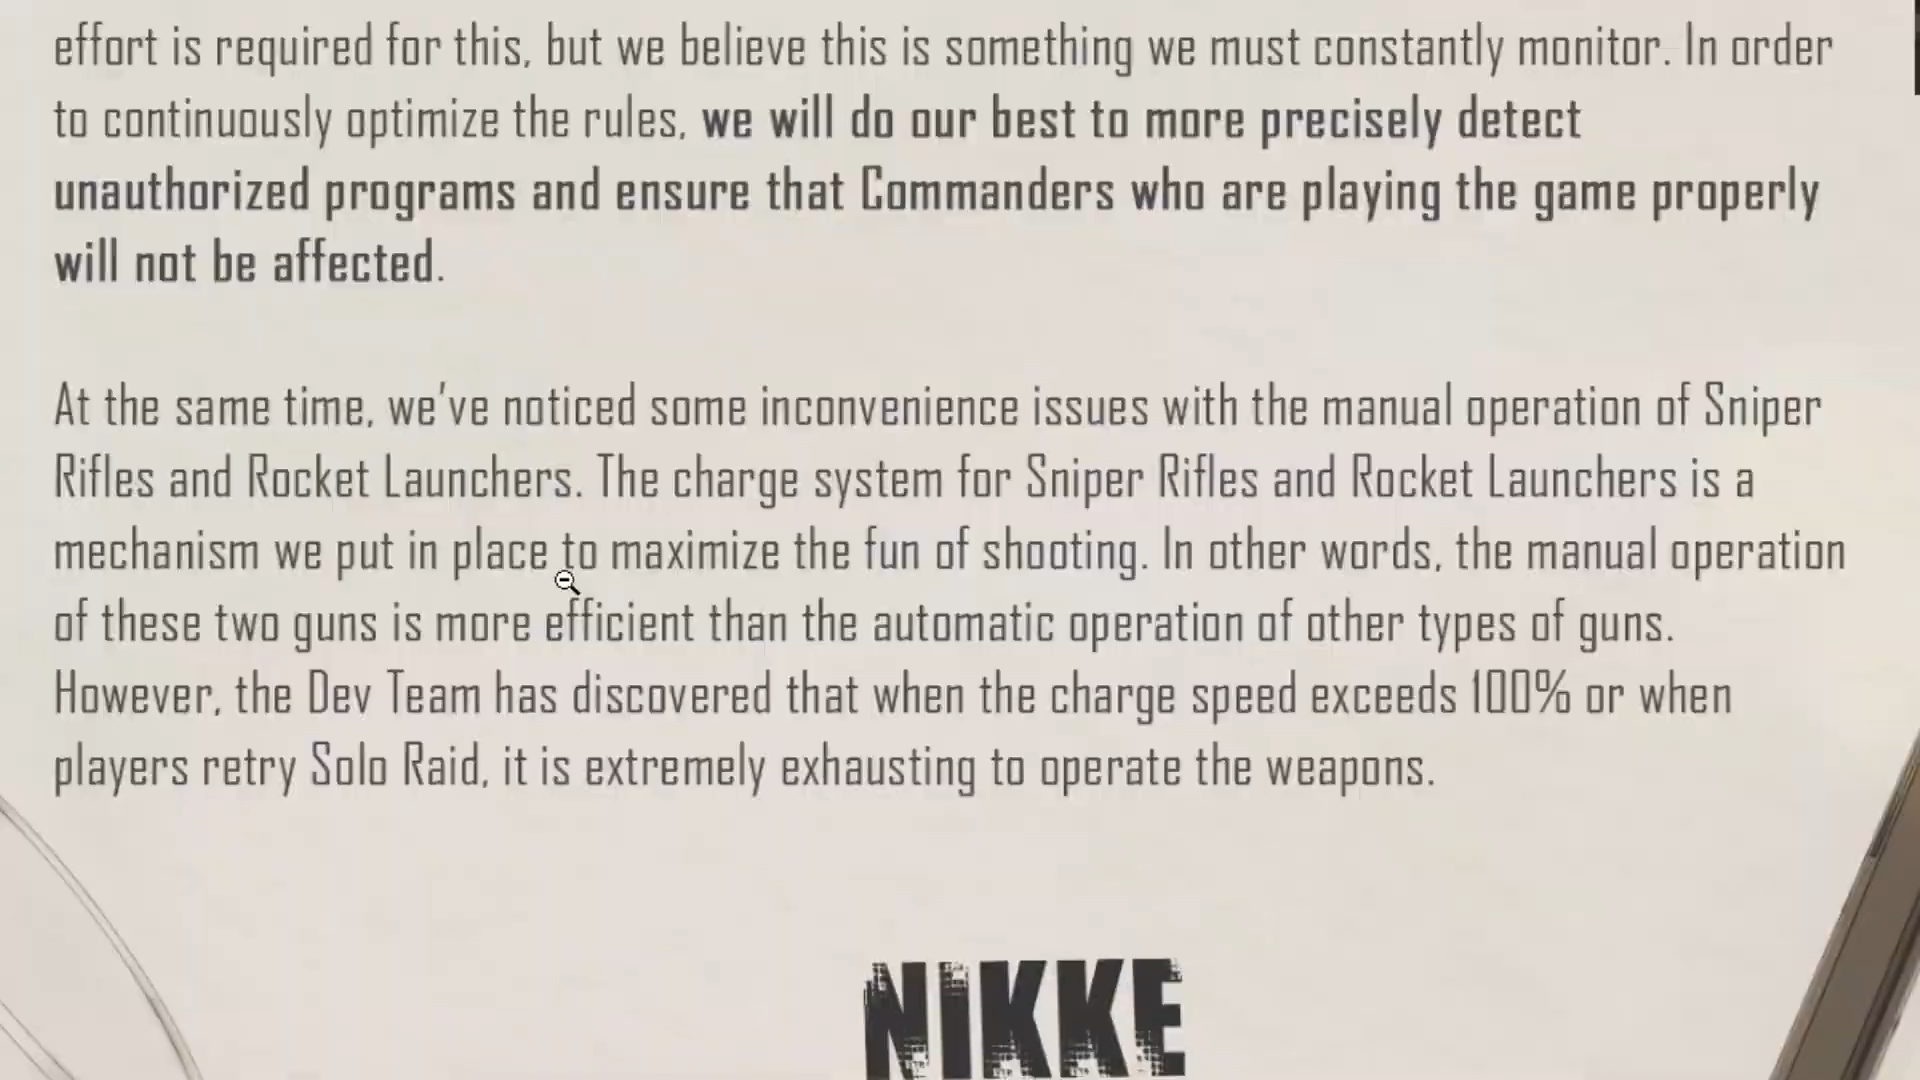 effort is required for this, but we believe this is something we must constantly monitor. In order
to continuously optimize the rules, we will do our best to more precisely detect
unauthorized programs and ensure that Commanders who are playing the game properly
will not be affected.
At the same time, we've noticed some inconvenience issues with the manual operation of Sniper
Rifles and Rocket Launchers. The charge system for Sniper Rifles and Rocket Launchers is a
mechanism we put in place to maximize the fun of shooting. In other words, the manual operation
of these two guns is more efficient than the automatic operation of other types of guns.
However, the Dev Team has discovered that when the charge speed exceeds 100% or when
players retry Solo Raid, it is extremely exhausting to operate the weapons.
NIKKE